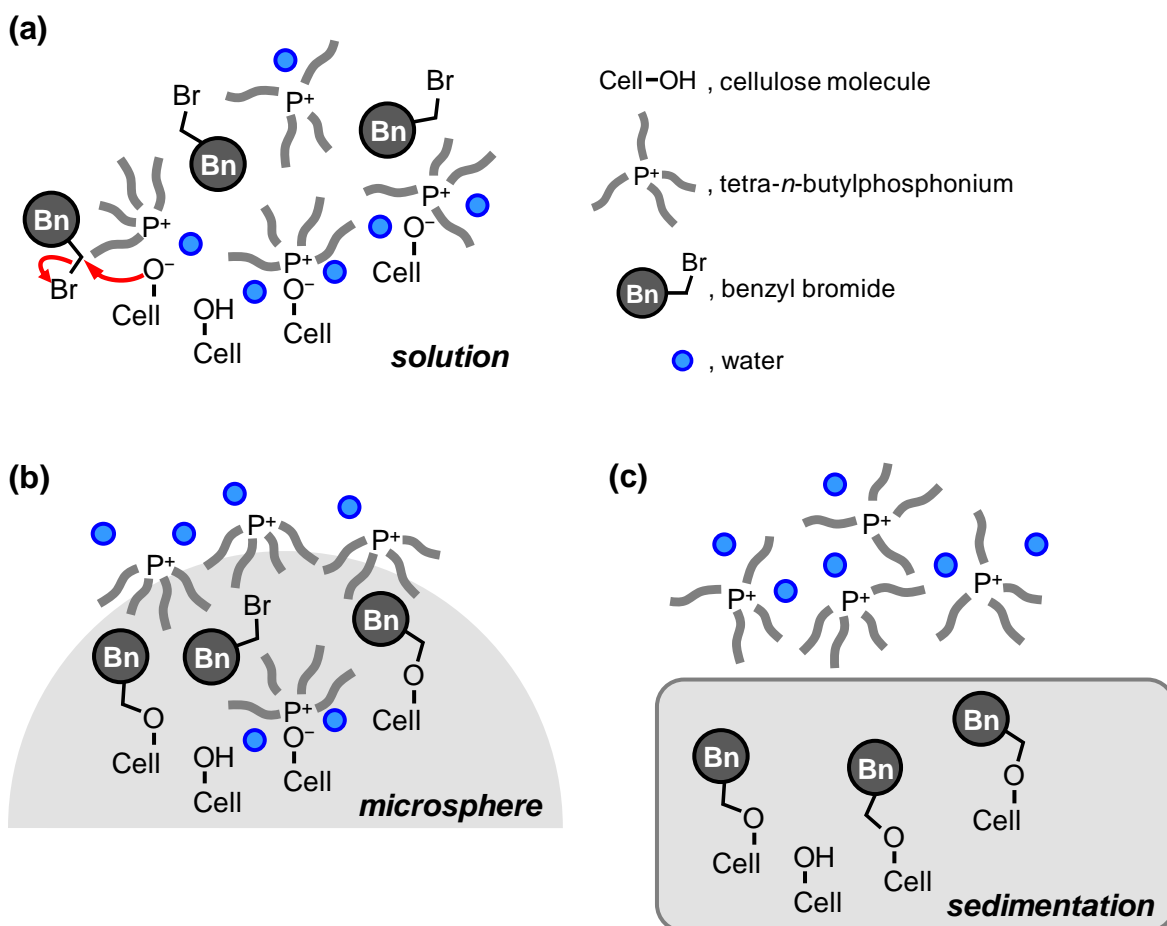 (a)
Br
P⁺
Br
Bn
Bn
Bn
P⁺
P⁺
O⁻
Br
O⁻
P⁺
Cell
Cell
OH
O⁻
Cell
Cell
solution
Cell–OH , cellulose molecule
P⁺ , tetra-n-butylphosphonium
Br
Bn , benzyl bromide
, water
(b)
P⁺
P⁺
P⁺
Br
Bn
Bn
Bn
O
O
P⁺
Cell
Cell
OH
O⁻
Cell
Cell
microsphere
(c)
P⁺
P⁺
P⁺
P⁺
Bn
Bn
Bn
O
O
O
Cell
OH
Cell
Cell
Cell
sedimentation